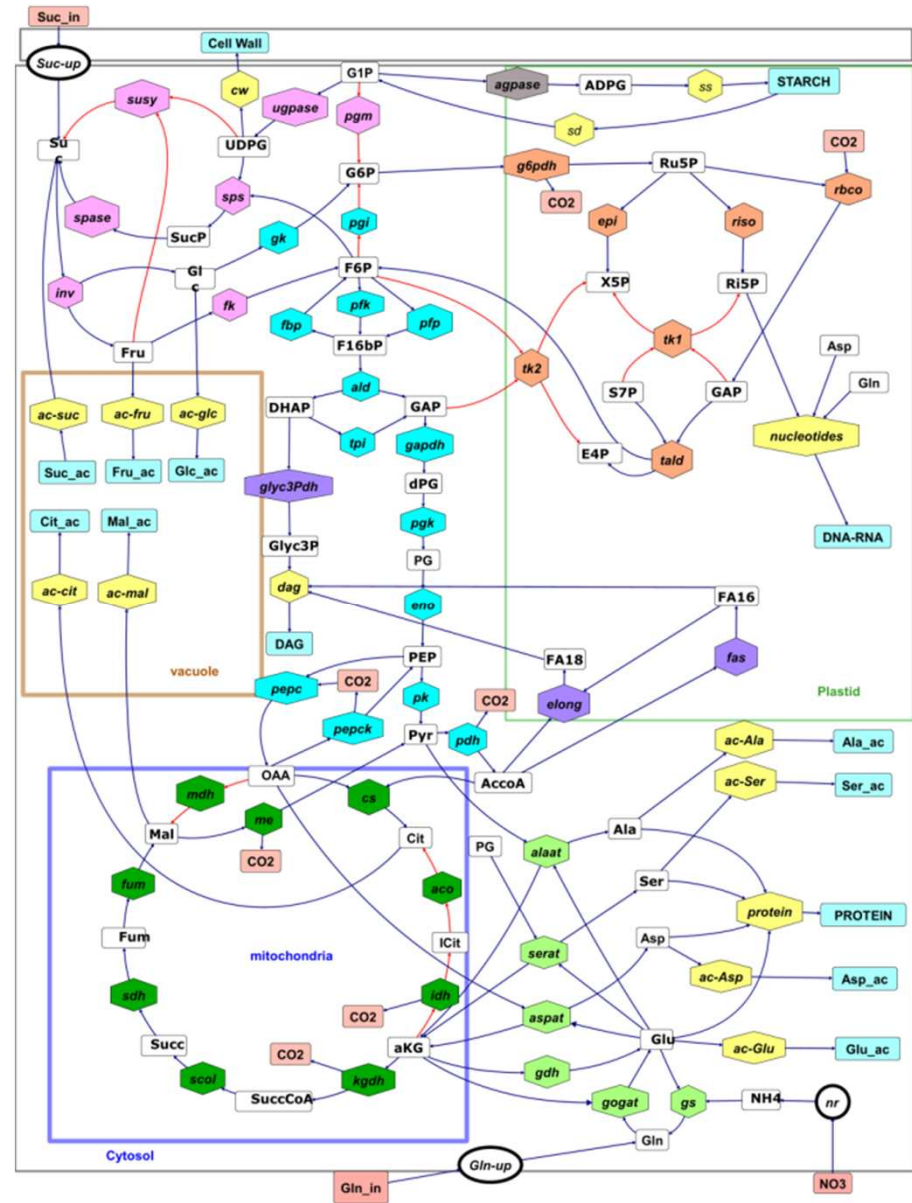 Suc_in
Cell Wall
Suc-up
G1P
cw
agpase
ADPG
ss
STARCH
susy
ugpase
pgm
sd
CO2
Su
c
UDPG
G6P
g6pdh
Ru5P
rbco
CO2
sps
pgi
epi
riso
spase
SucP
gk
Gl
c
F6P
X5P
Ri5P
inv
fk
fbp
pfk
pfp
Fru
F16bP
tk2
tk1
Asp
Gln
ald
S7P
GAP
ac-suc
ac-fru
ac-glc
DHAP
GAP
nucleotides
tpi
gapdh
E4P
tald
Suc_ac
Fru_ac
Glc_ac
glyc3Pdh
dPG
Cit_ac
Mal_ac
pgk
DNA-RNA
Glyc3P
PG
ac-cit
ac-mal
dag
eno
FA16
DAG
PEP
FA18
fas
vacuole
pepc
CO2
pk
CO2
elong
Plastid
pepck
Pyr
pdh
ac-Ala
Ala_ac
OAA
AccoA
ac-Ser
Ser_ac
mdh
cs
me
Mal
Cit
PG
alaat
Ala
CO2
fum
aco
Ser
protein
PROTEIN
Fum
ICit
Asp
mitochondria
serat
ac-Asp
Asp_ac
sdh
idh
CO2
aspat
Succ
CO2
aKG
Glu
ac-Glu
Glu_ac
scol
kgdh
gdh
SuccCoA
gogat
gs
NH4
nr
Gln
Cytosol
Gln-up
Gln_in
NO3